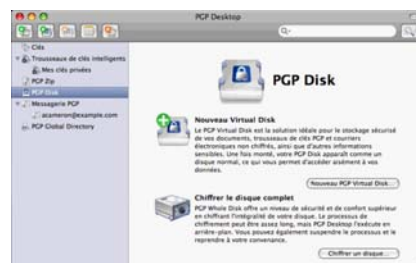 PGP Desktop
Q-
Clés
Trousseaux de clés intelligents
Mes clés privées
PGP Zip
PGP Disk
Messagerie PGP
acameron@example.com
PGP Global Directory
PGP Disk
Nouveau Virtual Disk
Le PGP Virtual Disk est la solution idéale pour le stockage sécurisé
de vos documents, trousseaux de clés PGP et courriers
électroniques non chiffrés, ainsi que d'autres informations
sensibles. Une fois monté, votre PGP Disk apparaît comme un
disque normal, ce qui vous permet d'accéder aisément à vos
données.
Nouveau PGP Virtual Disk...
Chiffrer le disque complet
PGP Whole Disk offre un niveau de sécurité et de confort supérieur
en chiffrant l'intégralité de votre disque. Le processus de
chiffrement peut être assez long, mais PGP Desktop l'exécute en
arrière-plan. Vous pouvez également suspendre le processus et le
reprendre à votre convenance.
Chiffrer un disque...